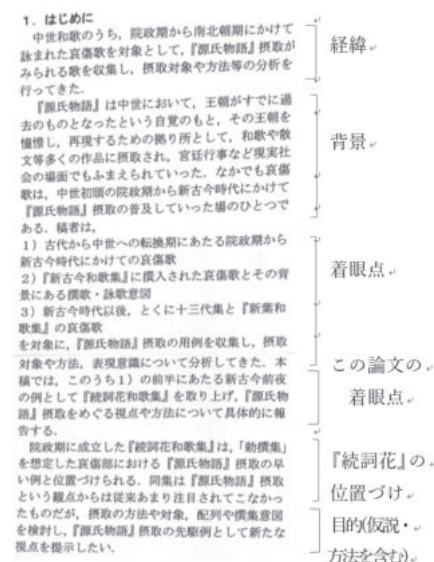 1. はじめに
中世和歌のうち，院政期から南北朝期にかけて
詠まれた哀傷歌を対象として，『源氏物語』摂取が
みられる歌を収集し，摂取対象や方法等の分析を
行ってきた．
『源氏物語』は中世において，王朝がすでに過
去のものとなったという自覚のもと，その王朝を
憧憬し，再現するための拠り所として，和歌や散
文等多くの作品に摂取され，宮廷行事など現実社
会の場面でもふまえられていった．なかでも哀傷
歌は，中世初頭の院政期から新古今時代にかけて
『源氏物語』摂取の普及していった場のひとつで
ある．稿者は，
1）古代から中世への転換期にあたる院政期から
新古今時代にかけての哀傷歌
2）『新古今和歌集』に撰入された哀傷歌とその背
景にある撰歌・詠歌意図
3）新古今時代以後，とくに十三代集と『新葉和
歌集』の哀傷歌
を対象に，『源氏物語』摂取の用例を収集し，摂取
対象や方法，表現意識について分析してきた．本
稿では，このうち1）の前半にあたる新古今前夜
の例として『続詞花和歌集』を取り上げ，『源氏物
語』摂取をめぐる視点や方法について具体的に報
告する．
院政期に成立した『続詞花和歌集』は，「勅撰集」
を想定した哀傷部における『源氏物語』摂取の早
い例と位置づけられる．同集は『源氏物語』摂取
という観点からは従来あまり注目されてこなかっ
たものだが，摂取の方法や対象，配列や撰集意図
を検討し，『源氏物語』摂取の先駆例として新たな
視点を提示したい．
経緯
背景
着眼点
この論文の
着眼点
『続詞花』の
位置づけ
目的(仮説・
方法を含む)